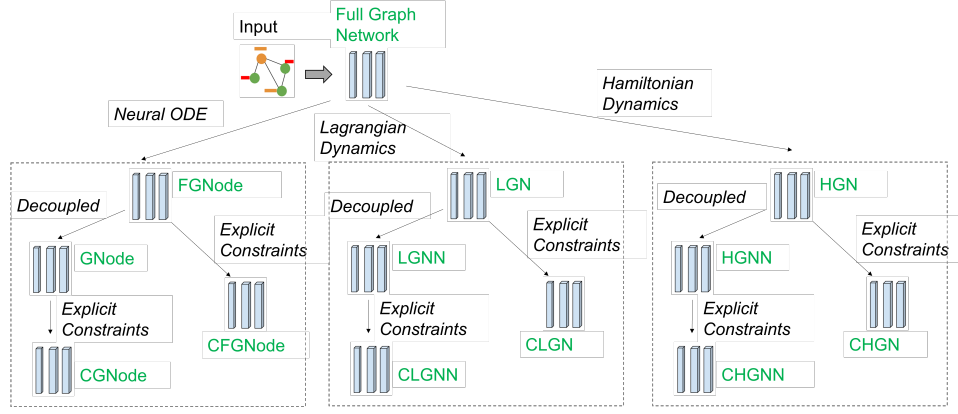 Input
Full Graph
Network
Neural ODE
Lagrangian
Dynamics
Hamiltonian
Dynamics
FGNode
Decoupled
Explicit
Constraints
GNode
Explicit
Constraints
CFGNode
CGNode
LGN
Decoupled
Explicit
Constraints
LGNN
Explicit
Constraints
CLGN
CLGNN
HGN
Decoupled
Explicit
Constraints
HGNN
Explicit
Constraints
CHGN
CHGNN